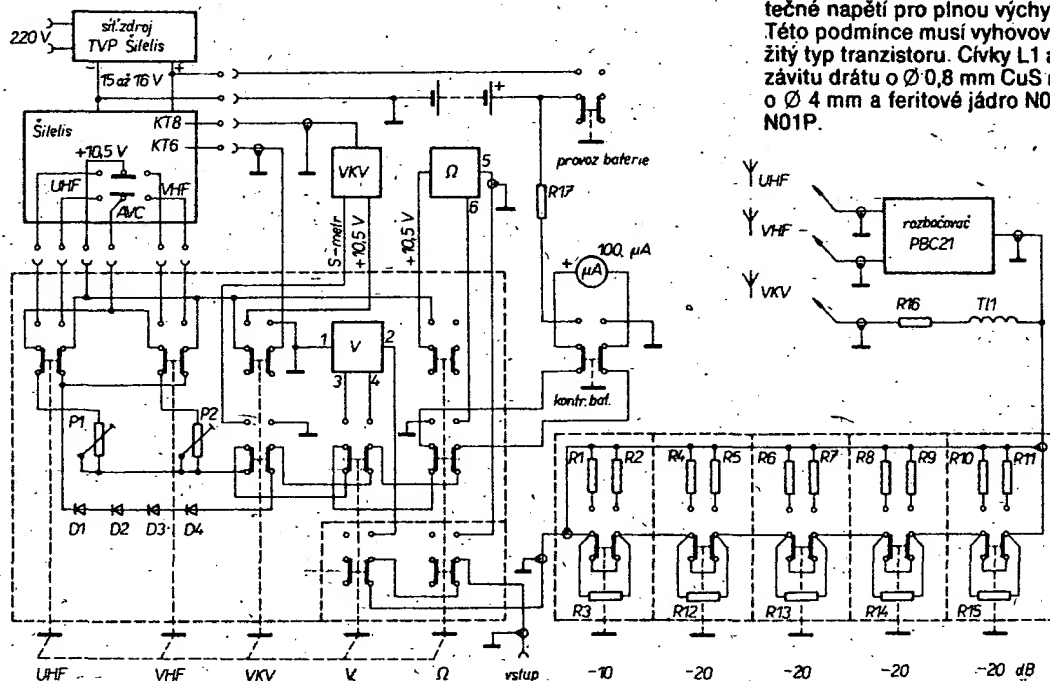 220 V
síť. zdroj
TVP Šilelis
15 až 16 V
−
+
Šilelis
KT8
KT6
+10,5 V
UHF
VHF
AVC
VKV
S-metr
+10,5 V
+10,5 V
Ω
5
6
+
provoz baterie
R17
+
µA
100 µA
kontr. bat.
1
V
2
3
4
P1
P2
D1
D2
D3
D4
UHF
VHF
VKV
V
Ω
vstup
tečné napětí pro plnou výchy
Této podmínce musí vyhovov
žitý typ tranzistoru. Cívky L1 a
závitu drátu o Ø 0,8 mm CuS
o Ø 4 mm a feritové jádro N0
N01P.
UHF
VHF
VKV
rozbočovač
PBC21
R16
Tl1
R1
R2
R4
R5
R6
R7
R8
R9
R10
R11
R3
R12
R13
R14
R15
−10
−20
−20
−20
−20 dB